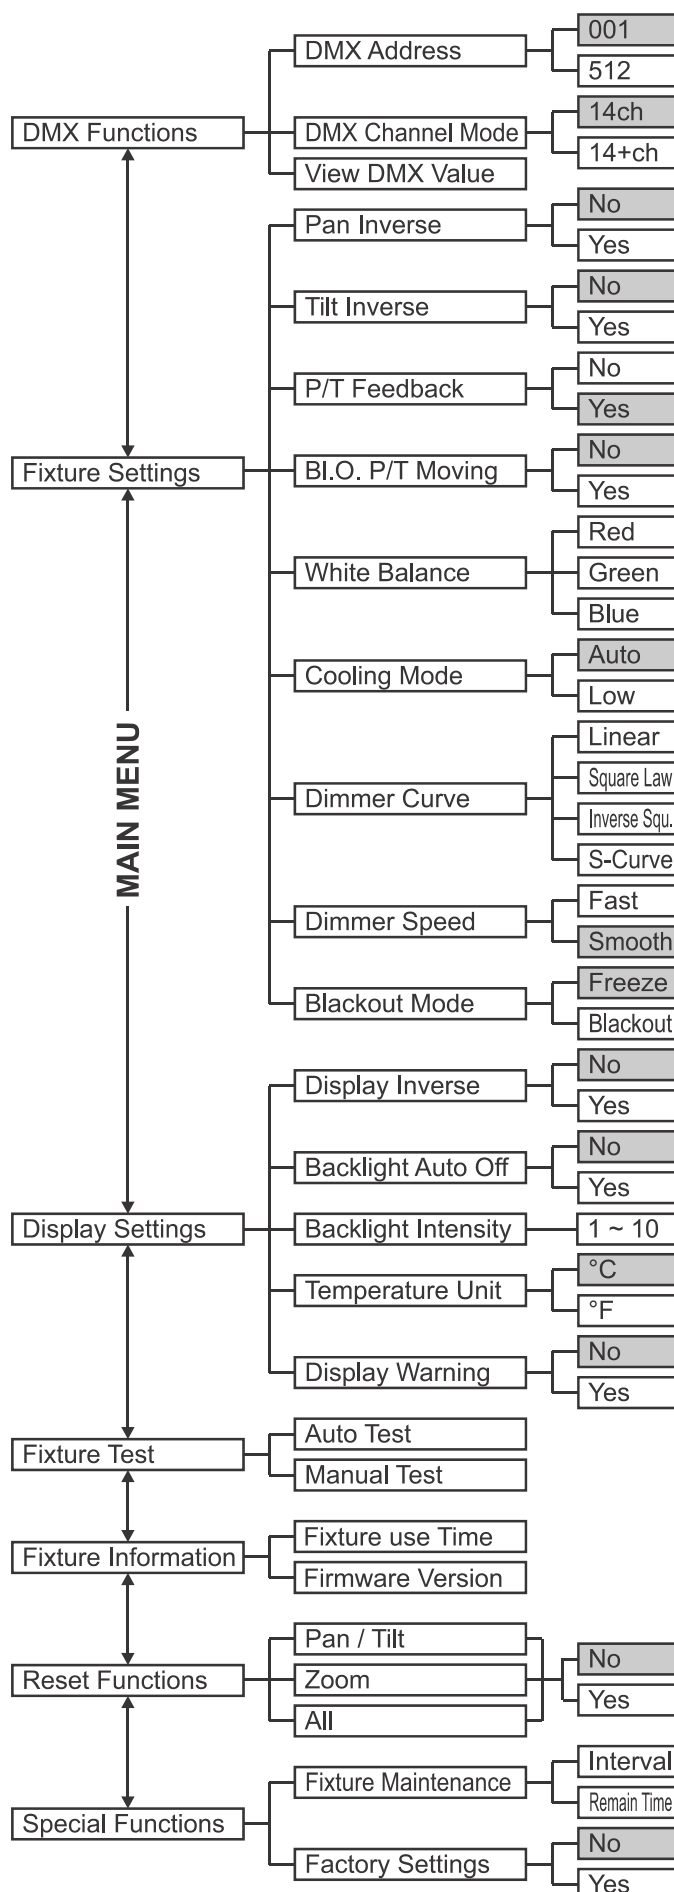 001
DMX Address
512
14ch
DMX Functions
DMX Channel Mode
14+ch
View DMX Value
No
Pan Inverse
Yes
No
Tilt Inverse
Yes
No
P/T Feedback
Yes
No
Fixture Settings
BI.O. P/T Moving
Yes
Red
White Balance
Green
Blue
Auto
Cooling Mode
Low
MAIN MENU
Linear
Square Law
Dimmer Curve
Inverse Squ.
S-Curve
Fast
Dimmer Speed
Smooth
Freeze
Blackout Mode
Blackout
No
Display Inverse
Yes
No
Backlight Auto Off
Yes
Display Settings
Backlight Intensity
1 ~ 10
°C
Temperature Unit
°F
No
Display Warning
Yes
Auto Test
Fixture Test
Manual Test
Fixture use Time
Fixture Information
Firmware Version
Pan / Tilt
No
Reset Functions
Zoom
Yes
All
Interval
Fixture Maintenance
Remain Time
Special Functions
No
Factory Settings
Yes